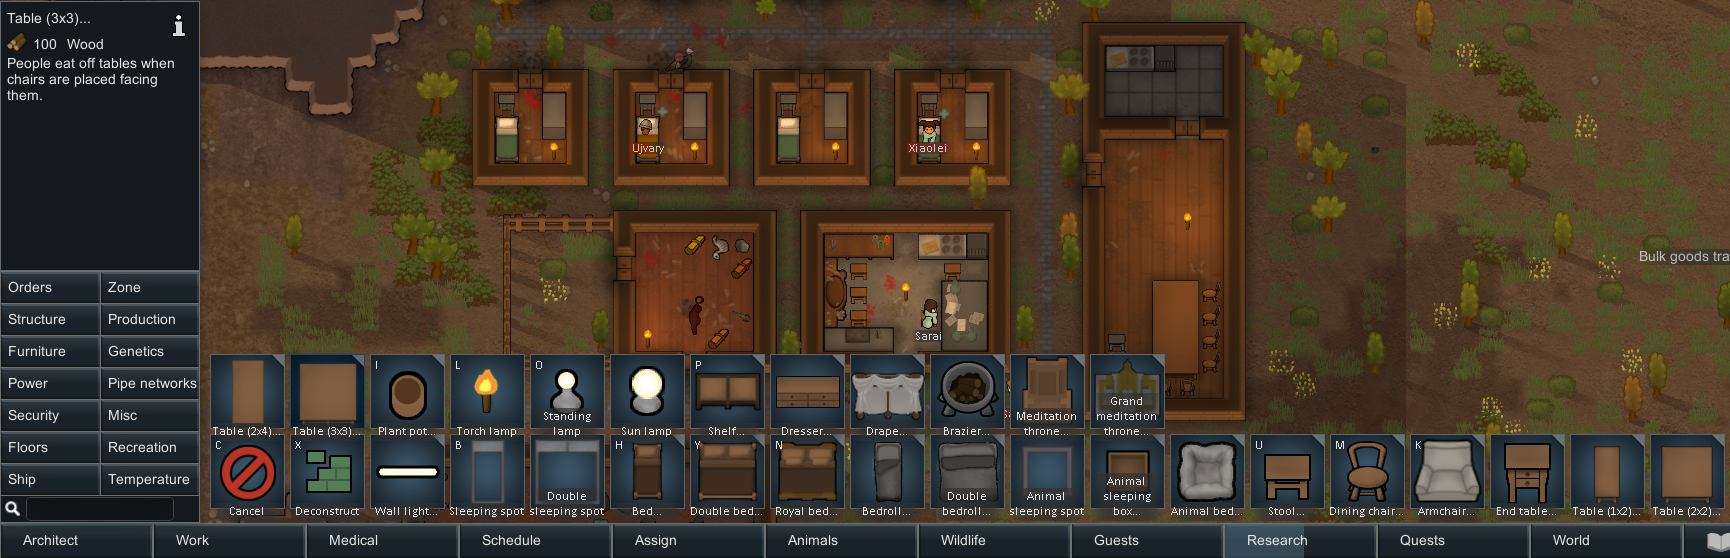 Table (3x3)...
100 Wood
People eat off tables when
chairs are placed facing
them.
Ujvary
Xiaolei
Bulk goods tra
Sarai
Orders
Zone
Structure
Production
Furniture
Genetics
Power
Pipe networks
Security
Misc
Floors
Recreation
Ship
Temperature
Table (2x4)...
Table (3x3)...
I
Plant pot...
L
Torch lamp
O
Standing
lamp
Sun lamp
P
Shelf...
Dresser...
Drape...
Brazier...
Meditation
throne...
Grand
meditation
throne...
C
Cancel
X
Deconstruct
Wall light...
B
Sleeping spot
Double
sleeping spot
H
Bed...
Y
Double bed...
N
Royal bed...
Bedroll...
Double
bedroll...
Animal
sleeping spot
Animal
sleeping
box...
Animal bed...
U
Stool...
M
Dining chair...
K
Armchair...
End table...
Table (1x2)...
Table (2x2)...
Architect
Work
Medical
Schedule
Assign
Animals
Wildlife
Guests
Research
Quests
World